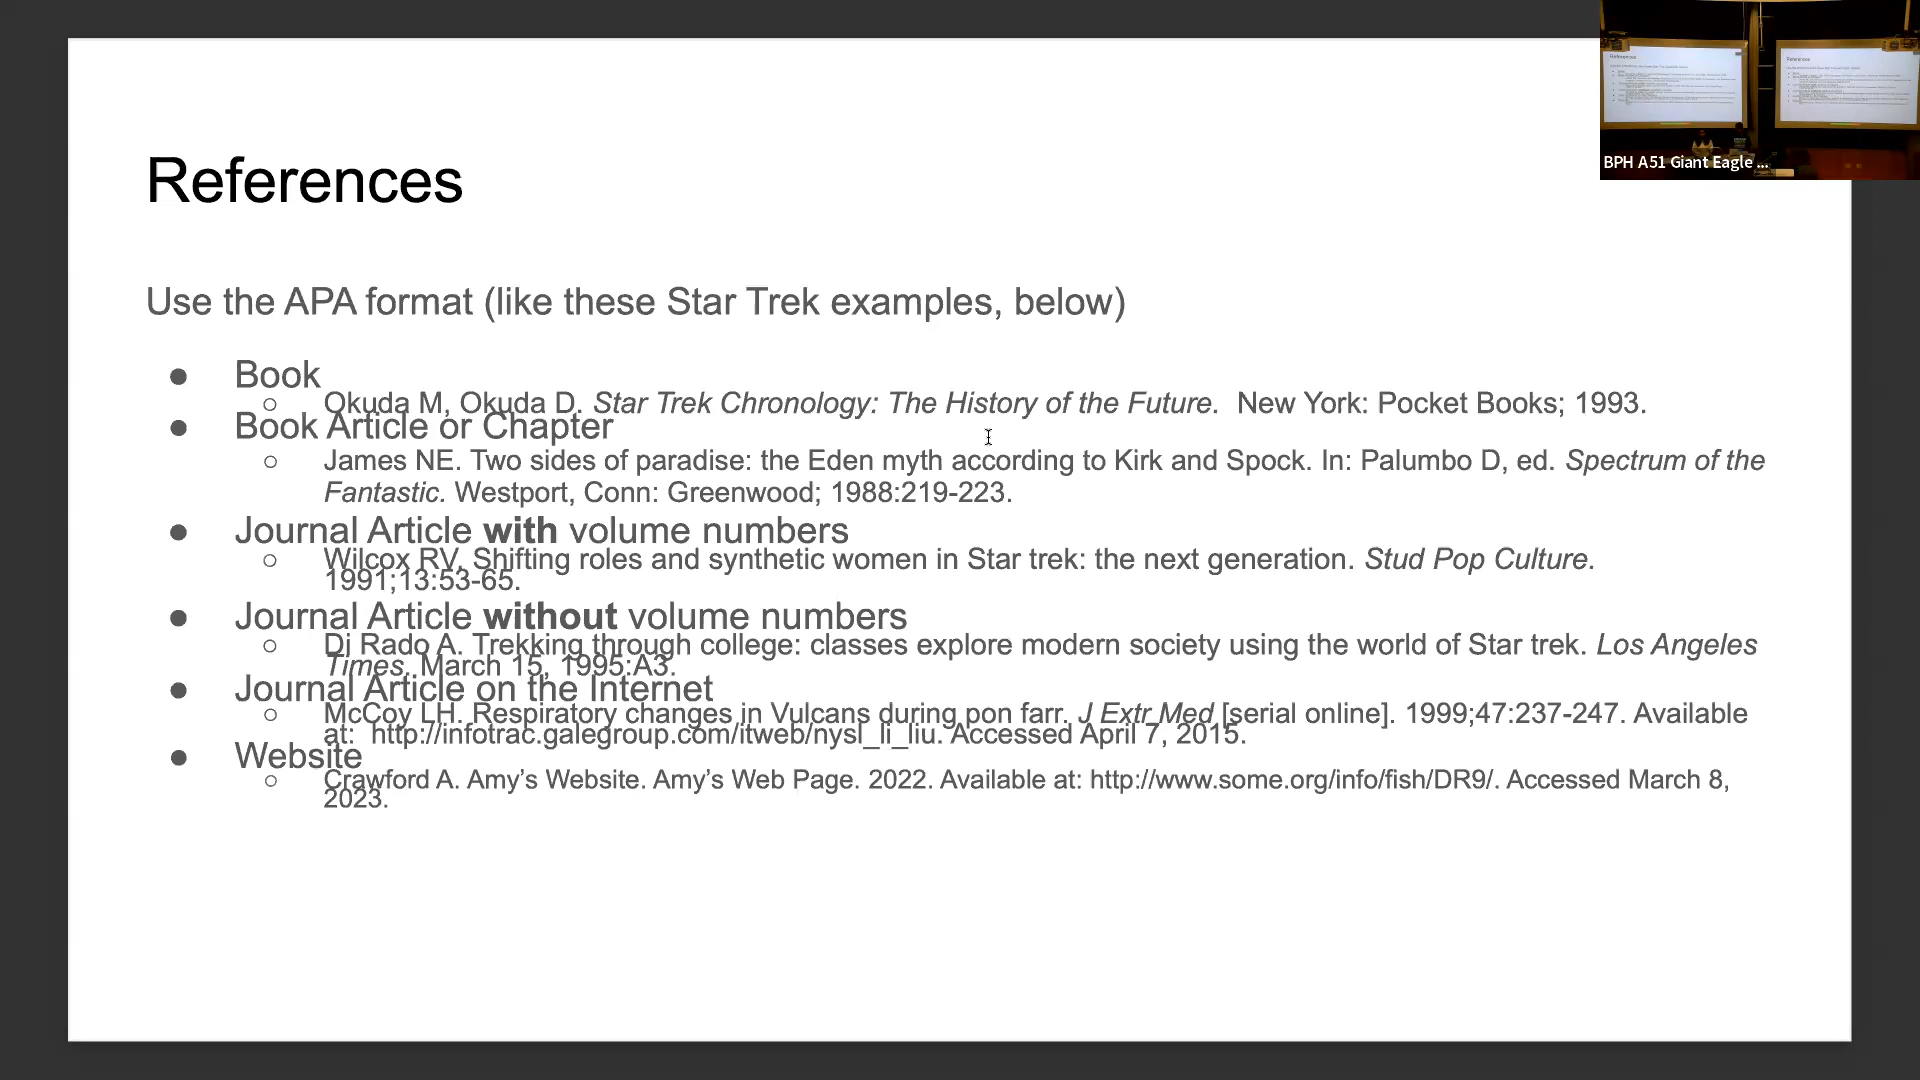 References
Use the APA format (like these Star Trek examples, below)
● Book
○ Okuda M, Okuda D. Star Trek Chronology: The History of the Future.  New York: Pocket Books; 1993.
● Book Article or Chapter
○ James NE. Two sides of paradise: the Eden myth according to Kirk and Spock. In: Palumbo D, ed. Spectrum of the
Fantastic. Westport, Conn: Greenwood; 1988:219-223.
● Journal Article with volume numbers
○ Wilcox RV. Shifting roles and synthetic women in Star trek: the next generation. Stud Pop Culture.
1991;13:53-65.
● Journal Article without volume numbers
○ Di Rado A. Trekking through college: classes explore modern society using the world of Star trek. Los Angeles
Times. March 15, 1995:A3.
● Journal Article on the Internet
○ McCoy LH. Respiratory changes in Vulcans during pon farr. J Extr Med [serial online]. 1999;47:237-247. Available
at:  http://infotrac.galegroup.com/itweb/nysl_li_liu. Accessed April 7, 2015.
● Website
○ Crawford A. Amy’s Website. Amy’s Web Page. 2022. Available at: http://www.some.org/info/fish/DR9/. Accessed March 8,
2023.
References
References
BPH A51 Giant Eagle ...